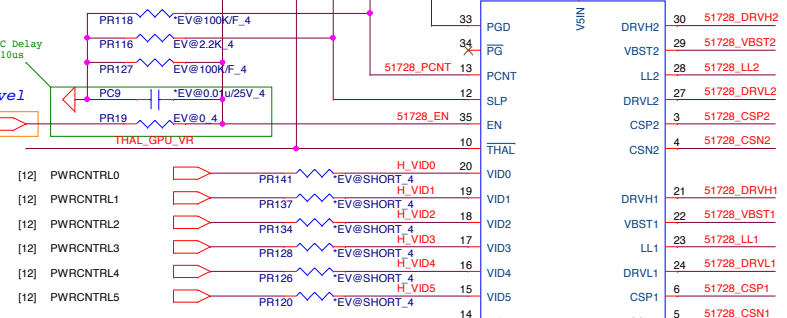 V5IN
PR118 *EV@100K/F_4
33 PGD DRVH2 30 51728_DRVH2
PR116 EV@2.2K_4
34 PG VBST2 29 51728_VBST2
C Delay
10us
PR127 EV@100K/F_4
51728_PCNT 13 PCNT LL2 28 51728_LL2
vel
PC9 *EV@0.01u/25V_4
12 SLP DRVL2 27 51728_DRVL2
PR19 EV@0_4
51728_EN 35 EN CSP2 3 51728_CSP2
THAL_GPU_VR
10 THAL CSN2 4 51728_CSN2
[12] PWRCNTRL0 PR141 *EV@SHORT_4 H_VID0 20 VID0
[12] PWRCNTRL1 PR137 *EV@SHORT_4 H_VID1 19 VID1 DRVH1 21 51728_DRVH1
[12] PWRCNTRL2 PR134 *EV@SHORT_4 H_VID2 18 VID2 VBST1 22 51728_VBST1
[12] PWRCNTRL3 PR128 *EV@SHORT_4 H_VID3 17 VID3 LL1 23 51728_LL1
[12] PWRCNTRL4 PR126 *EV@SHORT_4 H_VID4 16 VID4 DRVL1 24 51728_DRVL1
[12] PWRCNTRL5 PR120 *EV@SHORT_4 H_VID5 15 VID5 CSP1 6 51728_CSP1
14 5 51728_CSN1